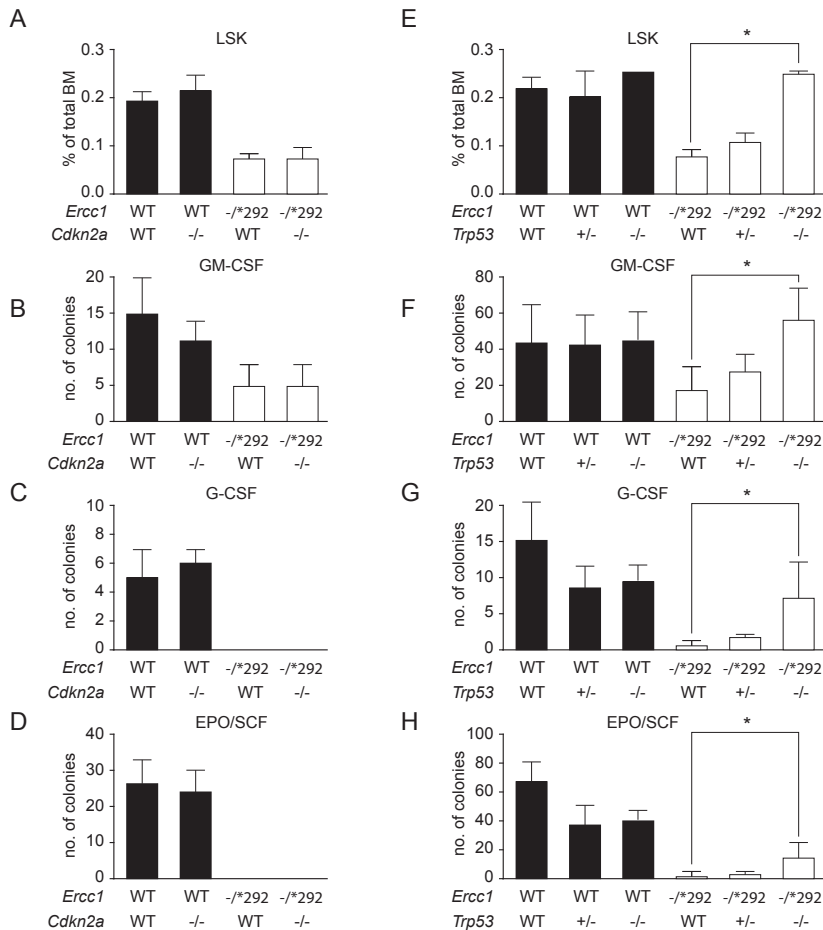 A
LSK
% of total BM
0.3
0.2
0.1
0.0
Ercc1 WT WT -/*292 -/*292
Cdkn2a WT -/- WT -/-
B
GM-CSF
no. of colonies
20
15
10
5
0
Ercc1 WT WT -/*292 -/*292
Cdkn2a WT -/- WT -/-
C
G-CSF
no. of colonies
10
8
6
4
2
0
Ercc1 WT WT -/*292 -/*292
Cdkn2a WT -/- WT -/-
D
EPO/SCF
no. of colonies
40
30
20
10
0
Ercc1 WT WT -/*292 -/*292
Cdkn2a WT -/- WT -/-
E
LSK
*
% of total BM
0.3
0.2
0.1
0.0
Ercc1 WT WT WT -/*292 -/*292 -/*292
Trp53 WT +/- -/- WT +/- -/-
F
GM-CSF
*
no. of colonies
80
60
40
20
0
Ercc1 WT WT WT -/*292 -/*292 -/*292
Trp53 WT +/- -/- WT +/- -/-
G
G-CSF
*
no. of colonies
20
15
10
5
0
Ercc1 WT WT WT -/*292 -/*292 -/*292
Trp53 WT +/- -/- WT +/- -/-
H
EPO/SCF
*
no. of colonies
100
80
60
40
20
0
Ercc1 WT WT WT -/*292 -/*292 -/*292
Trp53 WT +/- -/- WT +/- -/-